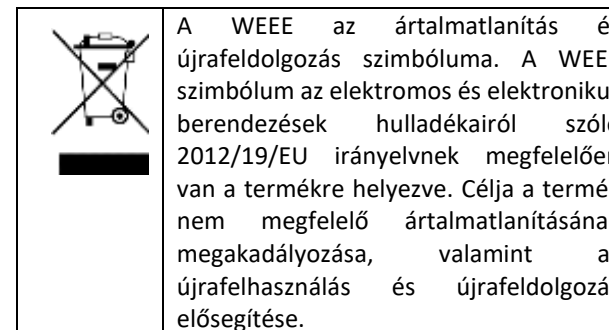 A WEEE az ártalmatlanítás é
újrafeldolgozás szimbóluma. A WEE
szimbólum az elektromos és elektroniku
berendezések hulladékairól szól
2012/19/EU irányelvnek megfelelőe
van a termékre helyezve. Célja a termé
nem megfelelő ártalmatlanításána
megakadályozása, valamint a
újrafelhasználás és újrafeldolgozá
elősegítése.